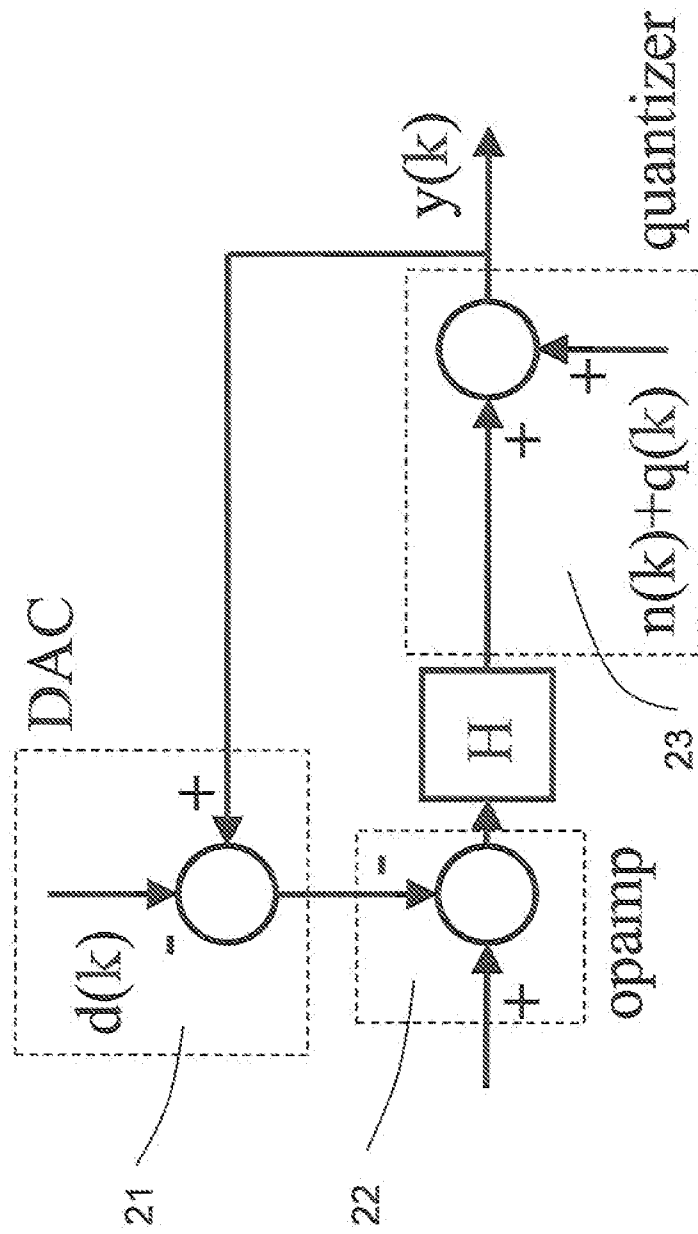 DAC
d(k)
-
+
21
y(k)
-
+
H
+
+
22
opamp
23
n(k)+q(k)
quantizer